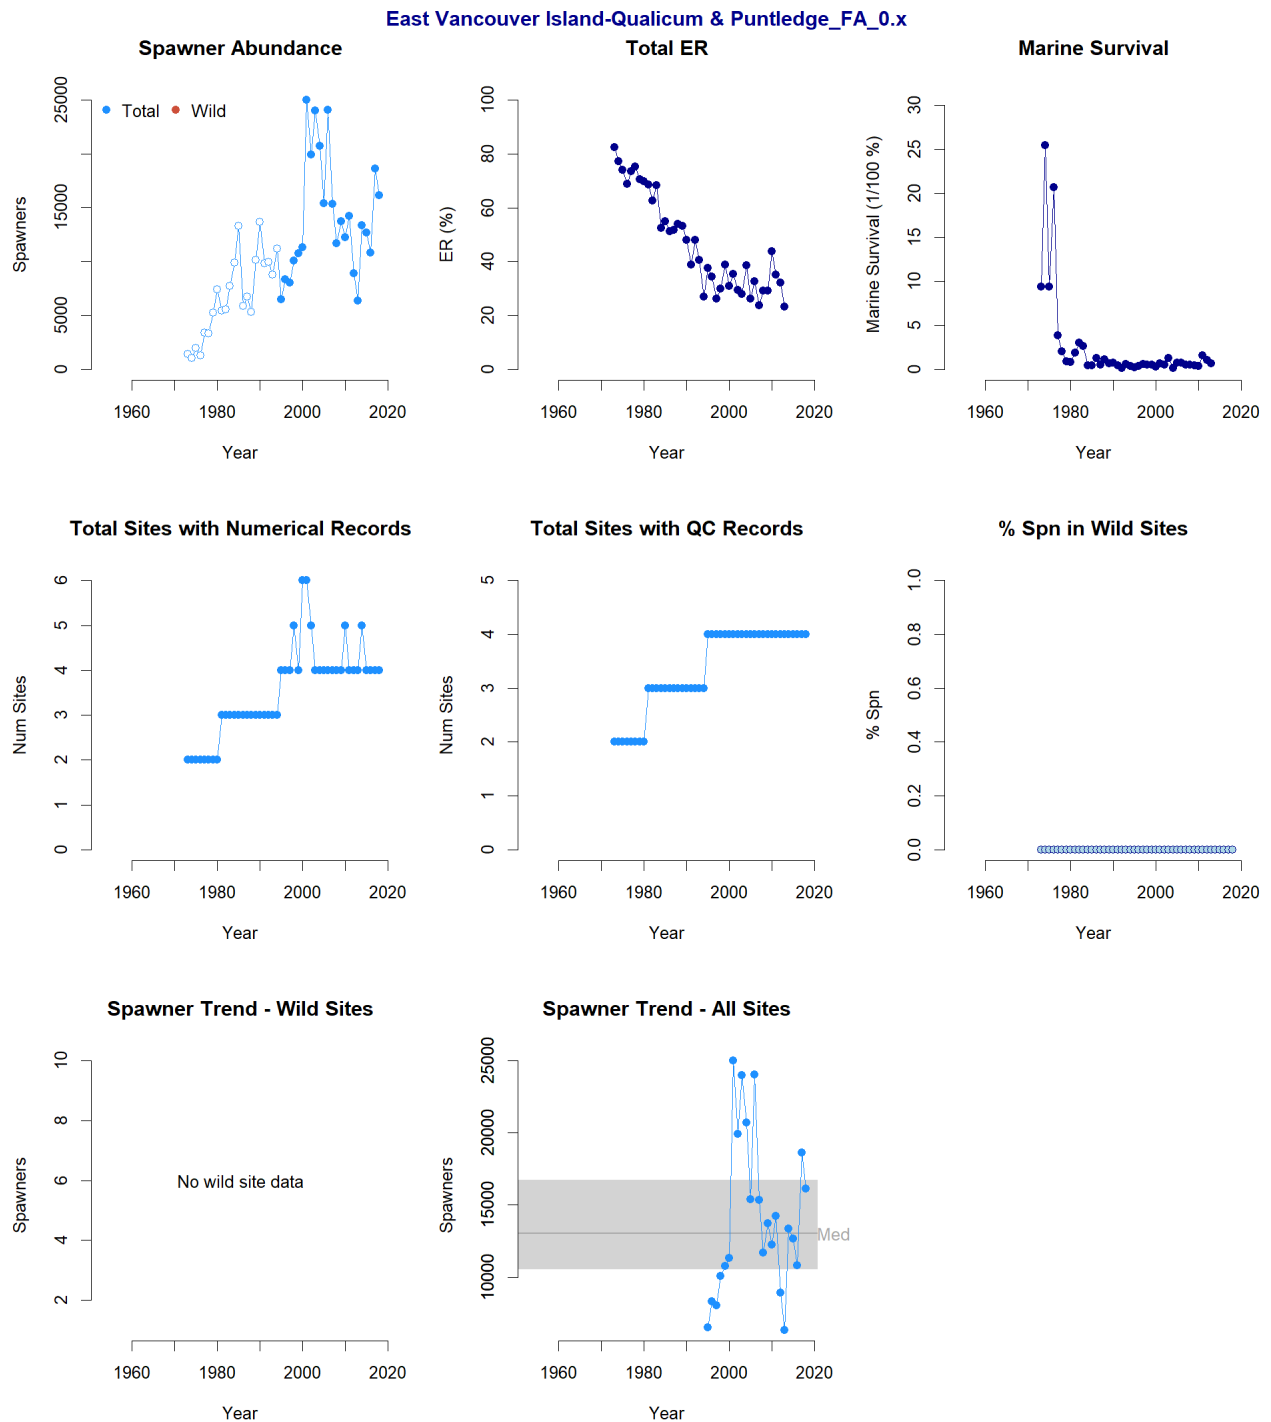 East Vancouver Island-Qualicum & Puntledge_FA_0.x
Spawner Abundance
Total ER
Marine Survival
Total
Wild
Spawners
0
5000
15000
25000
1960
1980
2000
2020
Year
ER (%)
0
20
40
60
80
100
1960
1980
2000
2020
Year
Marine Survival (1/100 %)
0
5
10
15
20
25
30
1960
1980
2000
2020
Year
Total Sites with Numerical Records
Total Sites with QC Records
% Spn in Wild Sites
Num Sites
0
1
2
3
4
5
6
1960
1980
2000
2020
Year
Num Sites
0
1
2
3
4
5
1960
1980
2000
2020
Year
% Spn
0.0
0.2
0.4
0.6
0.8
1.0
1960
1980
2000
2020
Year
Spawner Trend - Wild Sites
Spawner Trend - All Sites
Spawners
2
4
6
8
10
No wild site data
1960
1980
2000
2020
Year
Spawners
10000
15000
20000
25000
Med
1960
1980
2000
2020
Year